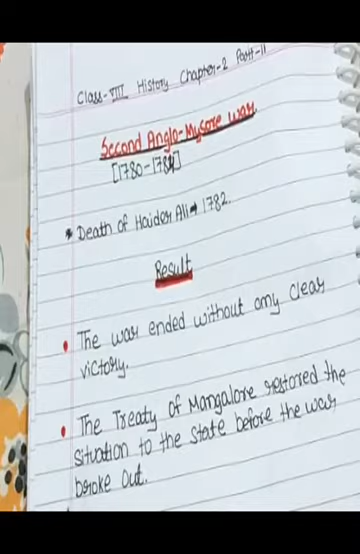 Class-VIII History Chapter-2 Part-II
Second Anglo-Mysore War
[1780-1784]
* Death of Haider Ali → 1782.
Result
• The war ended without any clear
victory.
• The Treaty of Mangalore restored the
situation to the state before the war
broke out.